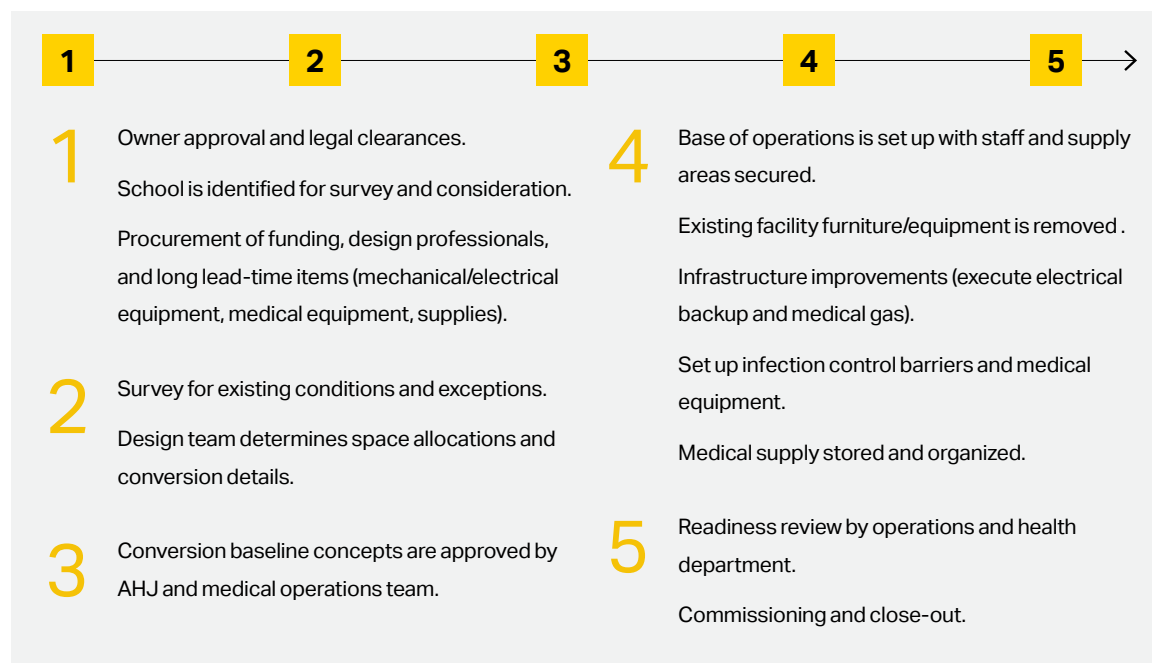 1 2 3 4 5
1
Owner approval and legal clearances.
School is identified for survey and consideration.
Procurement of funding, design professionals,
and long lead-time items (mechanical/electrical
equipment, medical equipment, supplies).
2
Survey for existing conditions and exceptions.
Design team determines space allocations and
conversion details.
3
Conversion baseline concepts are approved by
AHJ and medical operations team.
4
Base of operations is set up with staff and supply
areas secured.
Existing facility furniture/equipment is removed .
Infrastructure improvements (execute electrical
backup and medical gas).
Set up infection control barriers and medical
equipment.
Medical supply stored and organized.
5
Readiness review by operations and health
department.
Commissioning and close-out.